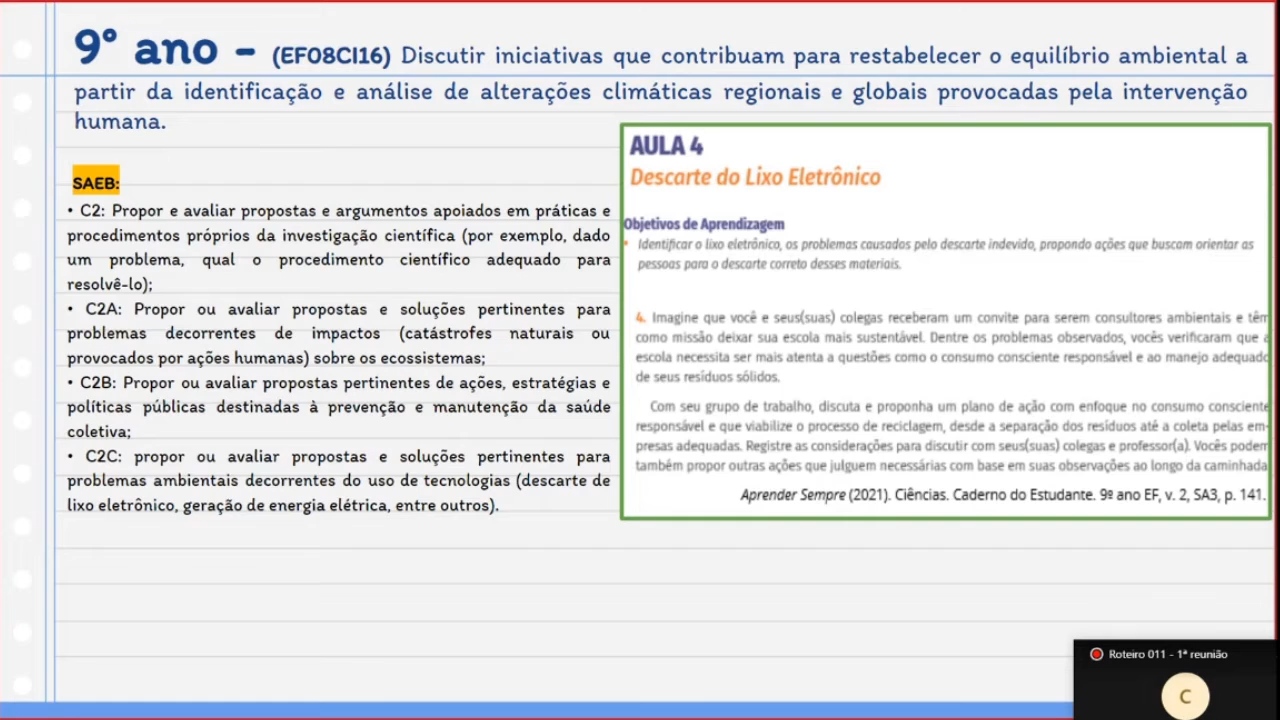 9º ano – (EF08CI16) Discutir iniciativas que contribuam para restabelecer o equilíbrio ambiental a
partir da identificação e análise de alterações climáticas regionais e globais provocadas pela intervenção
humana.
SAEB:
• C2: Propor e avaliar propostas e argumentos apoiados em práticas e
procedimentos próprios da investigação científica (por exemplo, dado
um problema, qual o procedimento científico adequado para
resolvê-lo);
• C2A: Propor ou avaliar propostas e soluções pertinentes para
problemas decorrentes de impactos (catástrofes naturais ou
provocados por ações humanas) sobre os ecossistemas;
• C2B: Propor ou avaliar propostas pertinentes de ações, estratégias e
políticas públicas destinadas à prevenção e manutenção da saúde
coletiva;
• C2C: propor ou avaliar propostas e soluções pertinentes para
problemas ambientais decorrentes do uso de tecnologias (descarte de
lixo eletrônico, geração de energia elétrica, entre outros).
AULA 4
Descarte do Lixo Eletrônico
Objetivos de Aprendizagem
• Identificar o lixo eletrônico, os problemas causados pelo descarte indevido, propondo ações que buscam orientar as
pessoas para o descarte correto desses materiais.
4. Imagine que você e seus(suas) colegas receberam um convite para serem consultores ambientais e têm
como missão deixar sua escola mais sustentável. Dentre os problemas observados, vocês verificaram que a
escola necessita ser mais atenta a questões como o consumo consciente responsável e ao manejo adequado
de seus resíduos sólidos.
Com seu grupo de trabalho, discuta e proponha um plano de ação com enfoque no consumo consciente
responsável e que viabilize o processo de reciclagem, desde a separação dos resíduos até a coleta pelas em-
presas adequadas. Registre as considerações para discutir com seus(suas) colegas e professor(a). Vocês podem
também propor outras ações que julguem necessárias com base em suas observações ao longo da caminhada
Aprender Sempre (2021). Ciências. Caderno do Estudante. 9º ano EF, v. 2, SA3, p. 141.
Roteiro 011 - 1ª reunião
C